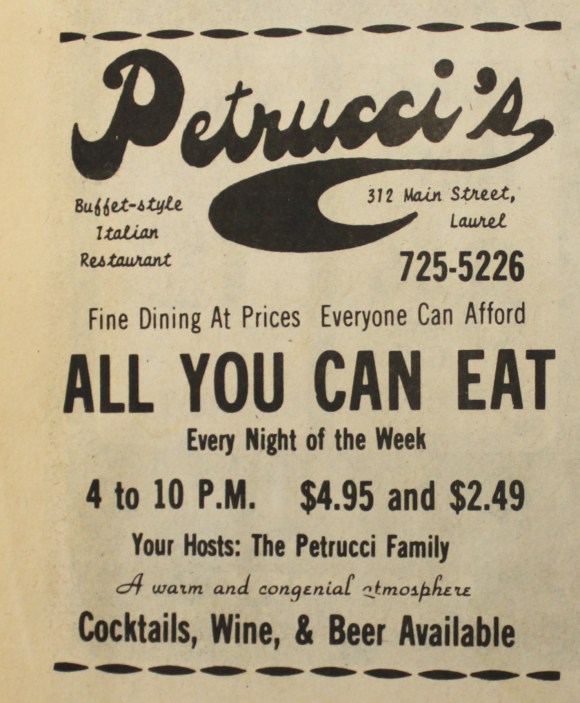 Petrucci's
Buffet-style
Italian
Restaurant
312 Main Street,
Laurel
725-5226
Fine Dining At Prices Everyone Can Afford
ALL YOU CAN EAT
Every Night of the Week
4 to 10 P.M. $4.95 and $2.49
Your Hosts: The Petrucci Family
A warm and congenial atmosphere
Cocktails, Wine, & Beer Available